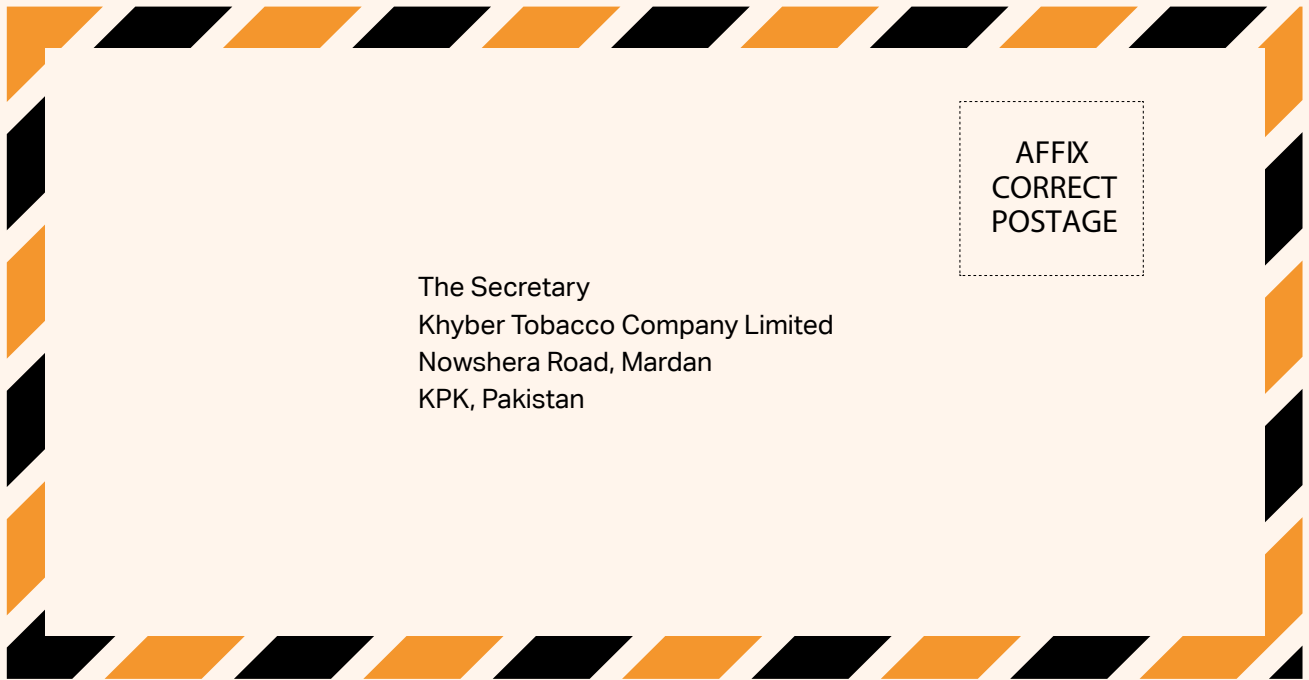 AFFIX
CORRECT
POSTAGE
The Secretary
Khyber Tobacco Company Limited
Nowshera Road, Mardan
KPK, Pakistan